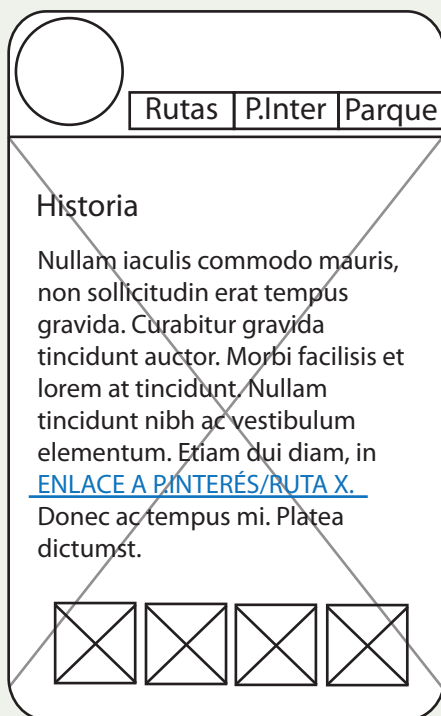 Rutas P.Inter Parque
Historia
Nullam iaculis commodo mauris,
non sollicitudin erat tempus
gravida. Curabitur gravida
tincidunt auctor. Morbi facilisis et
lorem at tincidunt. Nullam
tincidunt nibh ac vestibulum
elementum. Etiam dui diam, in
ENLACE A P.INTERÉS/RUTA X.
Donec ac tempus mi. Platea
dictumst.